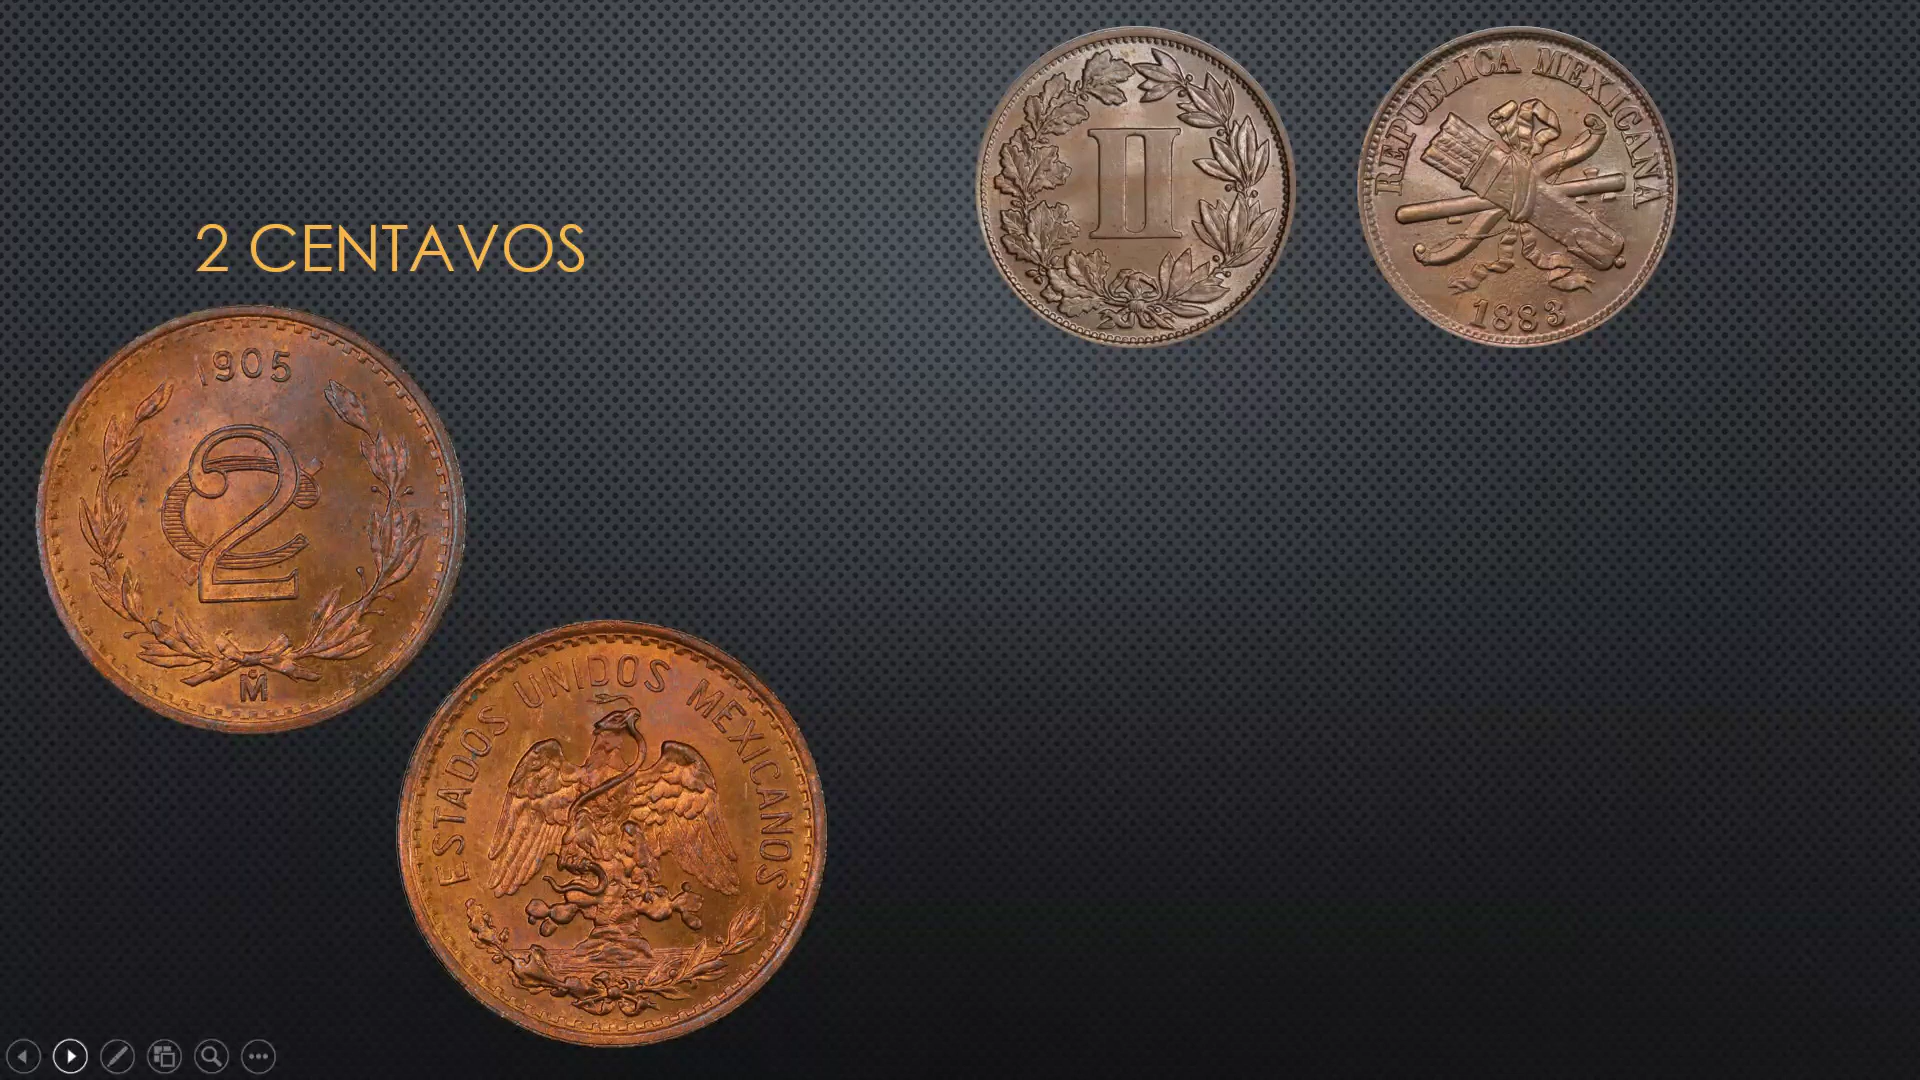 2 CENTAVOS
1905
2
M
ESTADOS UNIDOS MEXICANOS
II
REPUBLICA MEXICANA
1883